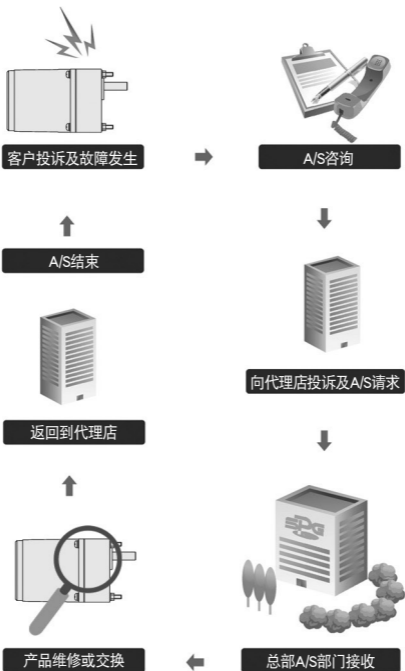 客户投诉及故障发生
A/S咨询
A/S结束
向代理店投诉及A/S请求
返回到代理店
SPG
产品维修或交换
总部A/S部门接收